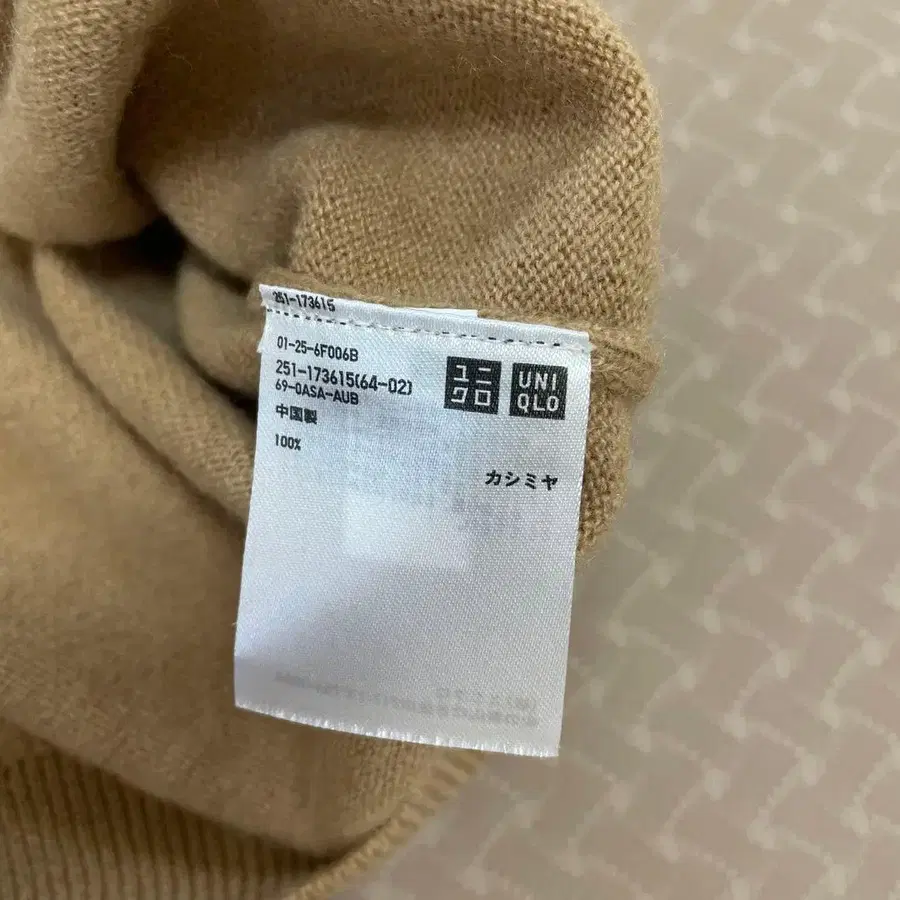 251-173615
01-25-6F006B
251-173615(64-02)
69-0ASA-AUB
中国製
100%
ユニ
クロ
UNI
QLO
カシミヤ